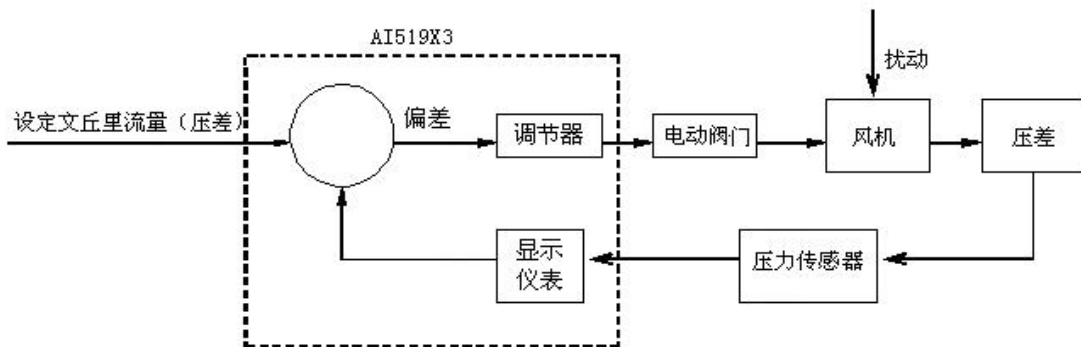 AI519X3
扰动
设定文丘里流量（压差）
偏差
调节器
电动阀门
风机
压差
显示
仪表
压力传感器